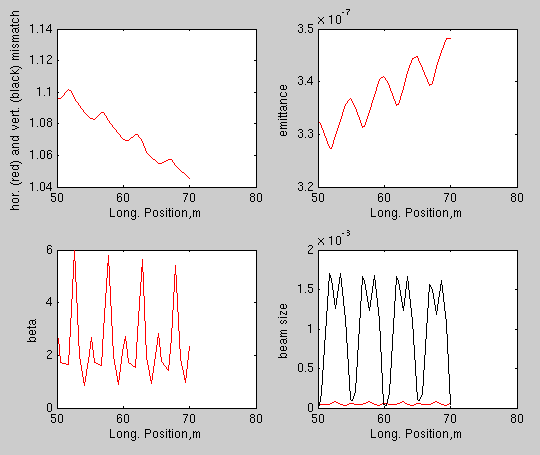 hor. (red) and vert. (black) mismatch
1.14
1.12
1.1
1.08
1.06
1.04
50 60 70 80
Long. Position,m
emittance
× 10⁻⁷
3.5
3.4
3.3
3.2
50 60 70 80
Long. Position,m
beta
6
4
2
0
50 60 70 80
Long. Position,m
beam size
× 10⁻³
2
1.5
1
0.5
0
50 60 70 80
Long. Position,m